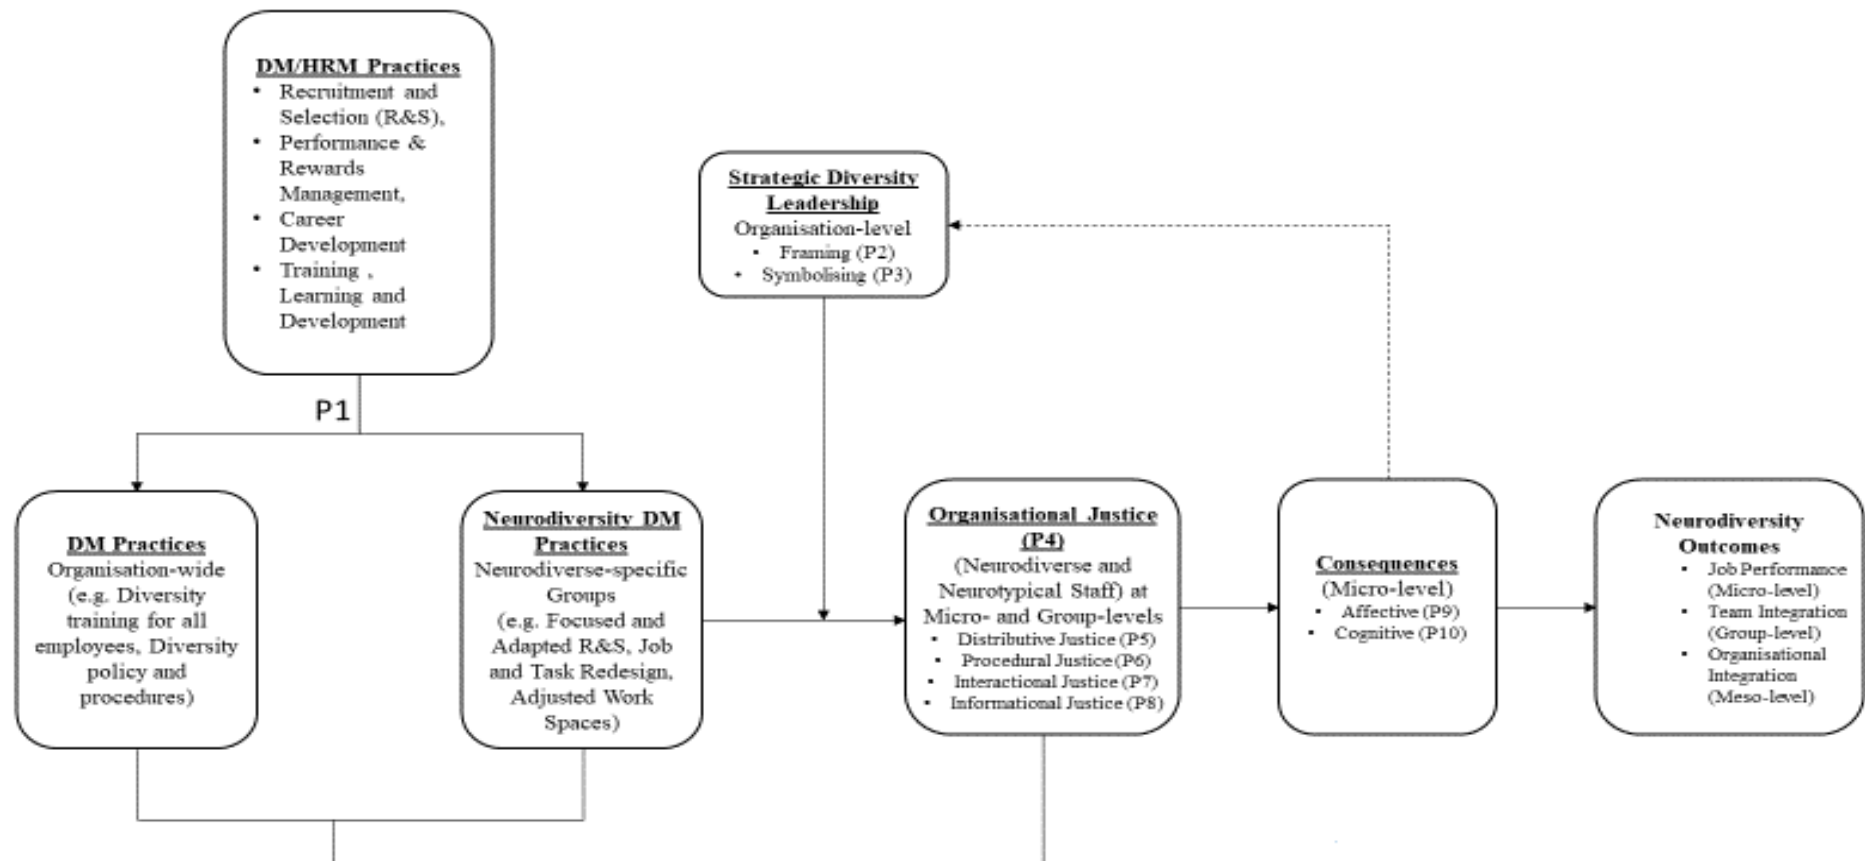 DM/HRM Practices
• Recruitment and
Selection (R&S),
• Performance &
Rewards
Management,
• Career
Development
• Training ,
Learning and
Development
P1
Strategic Diversity
Leadership
Organisation-level
• Framing (P2)
• Symbolising (P3)
DM Practices
Organisation-wide
(e.g. Diversity
training for all
employees, Diversity
policy and
procedures)
Neurodiversity DM
Practices
Neurodiverse-specific
Groups
(e.g. Focused and
Adapted R&S, Job
and Task Redesign,
Adjusted Work
Spaces)
Organisational Justice
(P4)
(Neurodiverse and
Neurotypical Staff) at
Micro- and Group-levels
• Distributive Justice (P5)
• Procedural Justice (P6)
• Interactional Justice (P7)
• Informational Justice (P8)
Consequences
(Micro-level)
• Affective (P9)
• Cognitive (P10)
Neurodiversity
Outcomes
• Job Performance
(Micro-level)
• Team Integration
(Group-level)
• Organisational
Integration
(Meso-level)